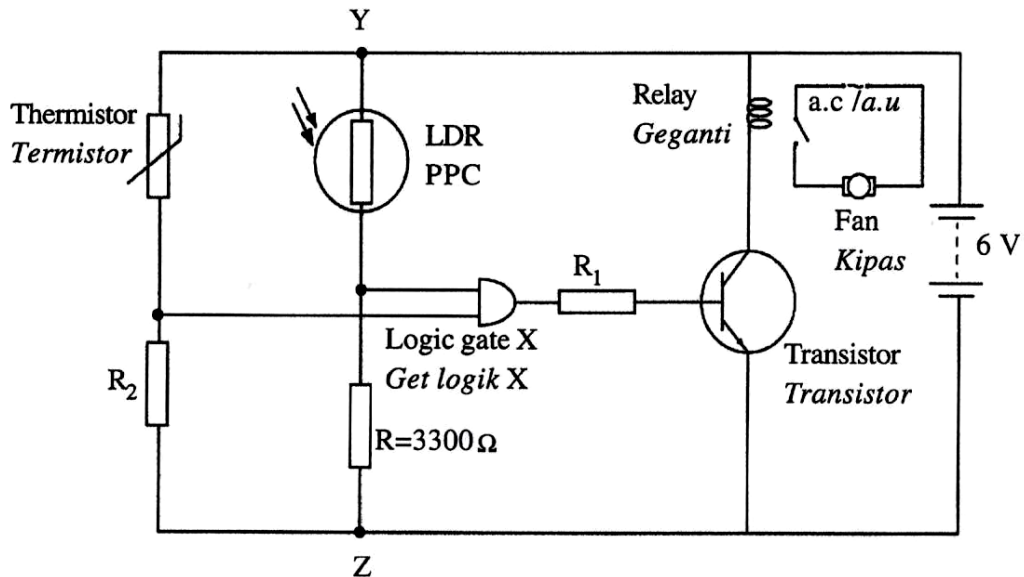 Y
Thermistor
Termistor
LDR
PPC
Relay
Geganti
a.c /a.u
Fan
Kipas
6 V
R1
Logic gate X
Get logik X
R2
Transistor
Transistor
R=3300Ω
Z